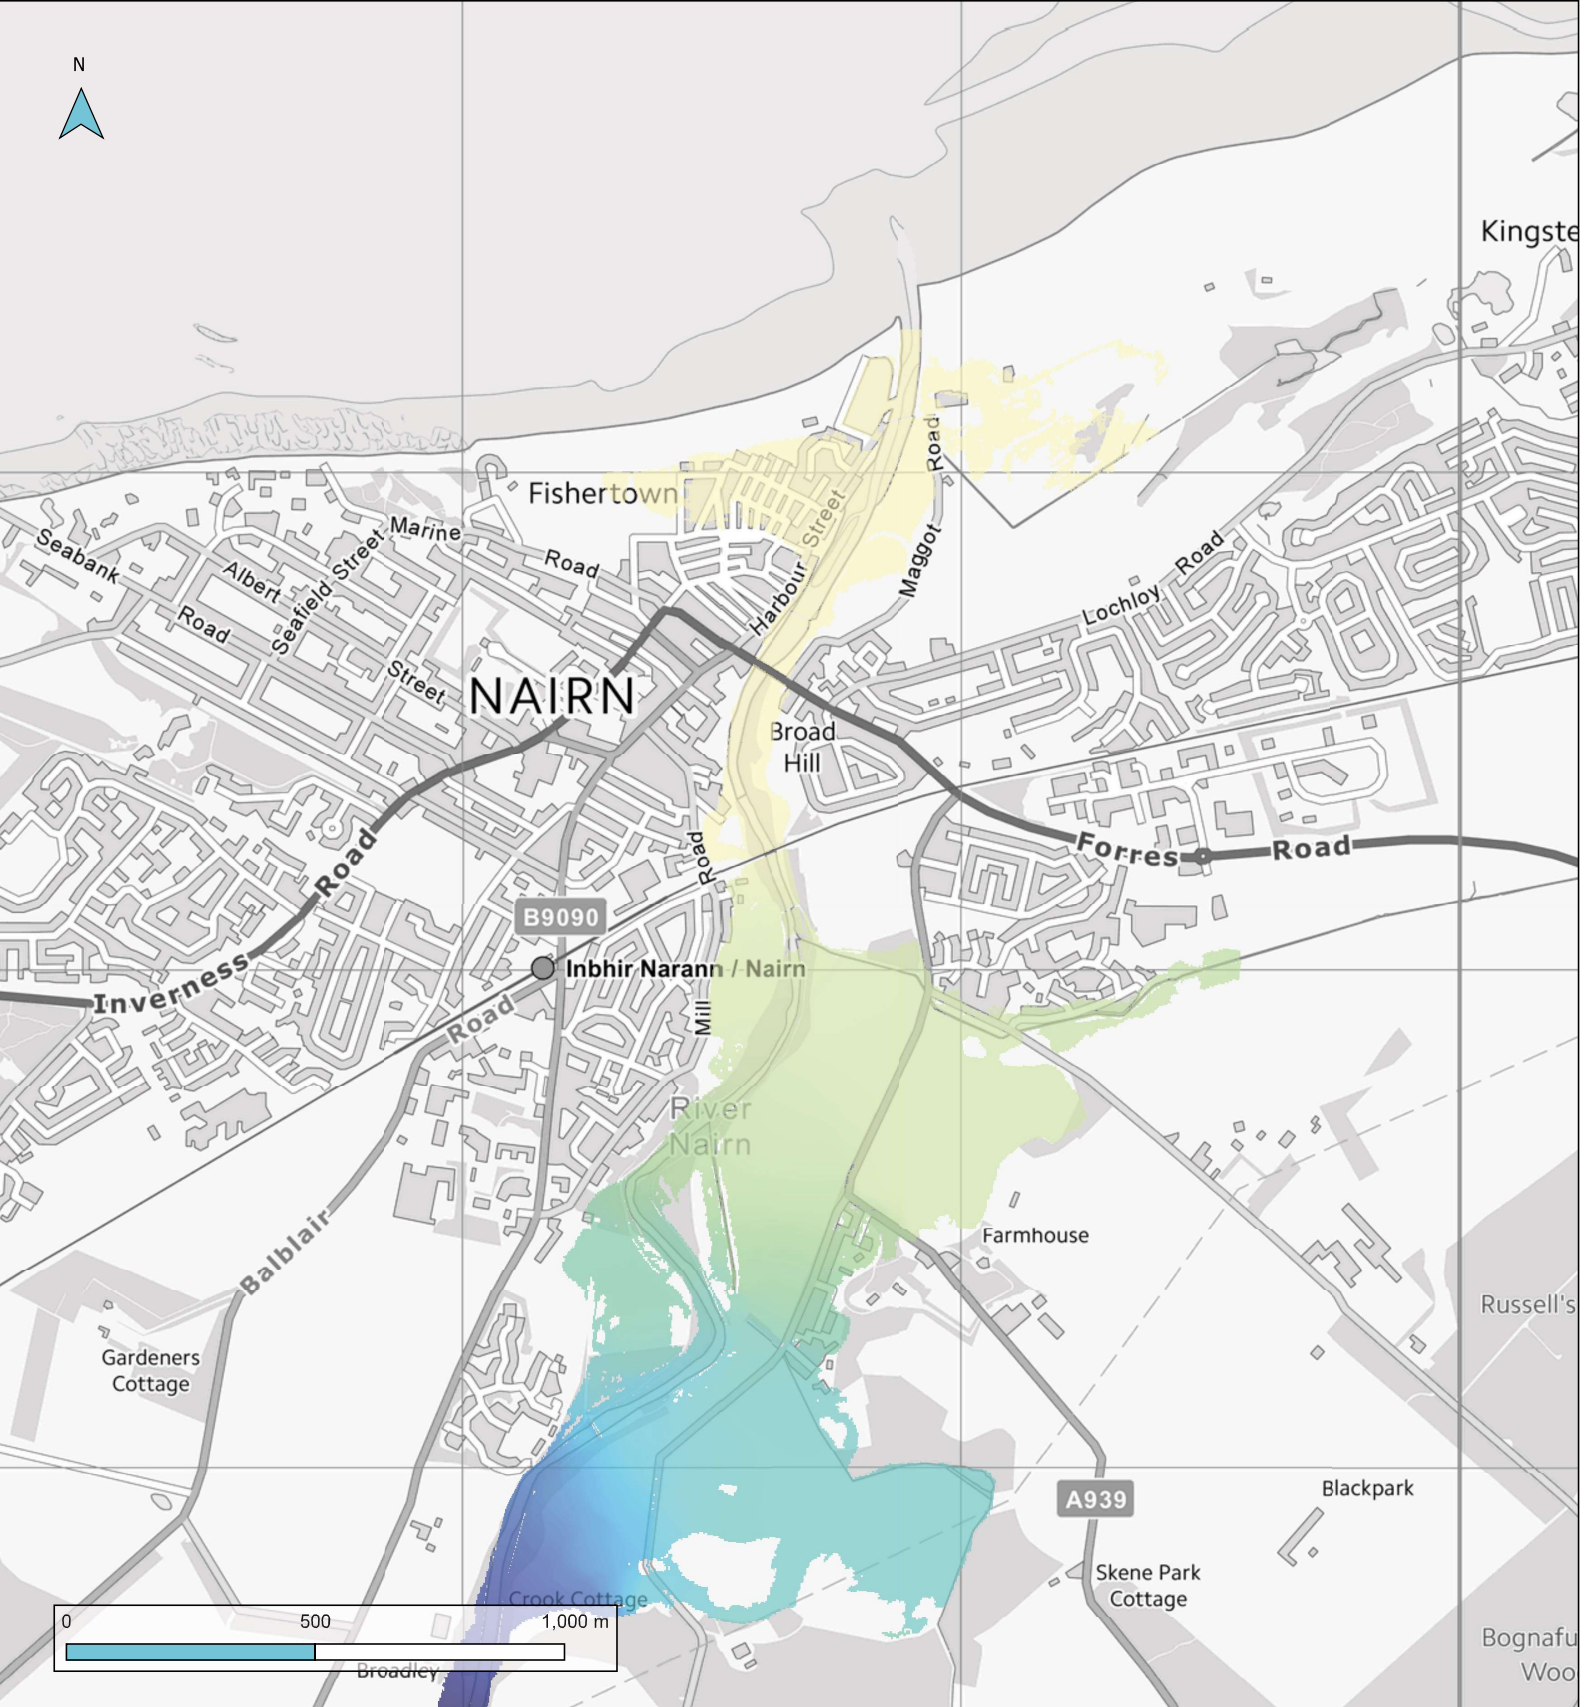 N
Kingste
Fishertown
Road
Street
Marine
Road
Seabank
Albert
Seafield Street
Road
Street
Harbour
Maggot
Lochloy
Road
NAIRN
Broad
Hill
Road
Forres
Road
Road
B9090
Inbhir Narann / Nairn
Inverness
Road
Mill
River
Nairn
Balblair
Farmhouse
Russell's
Gardeners
Cottage
A939
Blackpark
Skene Park
Cottage
Crook Cottage
0
500
1,000 m
Broadley
Bognafu
Woo